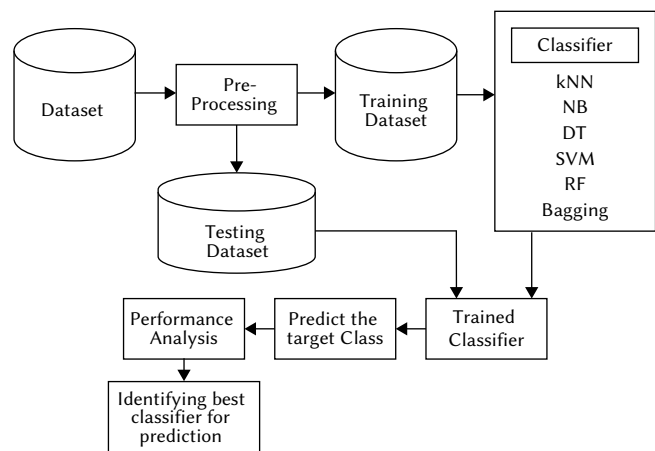 Dataset
Pre-
Processing
Training
Dataset
Classifier
kNN
NB
DT
SVM
RF
Bagging
Testing
Dataset
Performance
Analysis
Predict the
target Class
Trained
Classifier
Identifying best
classifier for
prediction